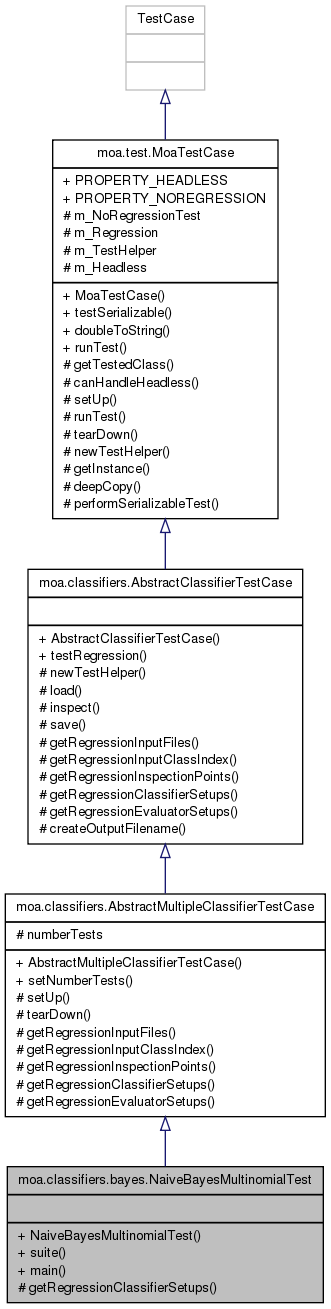 TestCase
moa.test.MoaTestCase
+ PROPERTY_HEADLESS
+ PROPERTY_NOREGRESSION
# m_NoRegressionTest
# m_Regression
# m_TestHelper
# m_Headless
+ MoaTestCase()
+ testSerializable()
+ doubleToString()
+ runTest()
# getTestedClass()
# canHandleHeadless()
# setUp()
# runTest()
# tearDown()
# newTestHelper()
# getInstance()
# deepCopy()
# performSerializableTest()
moa.classifiers.AbstractClassifierTestCase
+ AbstractClassifierTestCase()
+ testRegression()
# newTestHelper()
# load()
# inspect()
# save()
# getRegressionInputFiles()
# getRegressionInputClassIndex()
# getRegressionInspectionPoints()
# getRegressionClassifierSetups()
# getRegressionEvaluatorSetups()
# createOutputFilename()
moa.classifiers.AbstractMultipleClassifierTestCase
# numberTests
+ AbstractMultipleClassifierTestCase()
+ setNumberTests()
# setUp()
# tearDown()
# getRegressionInputFiles()
# getRegressionInputClassIndex()
# getRegressionInspectionPoints()
# getRegressionClassifierSetups()
# getRegressionEvaluatorSetups()
moa.classifiers.bayes.NaiveBayesMultinomialTest
+ NaiveBayesMultinomialTest()
+ suite()
+ main()
# getRegressionClassifierSetups()